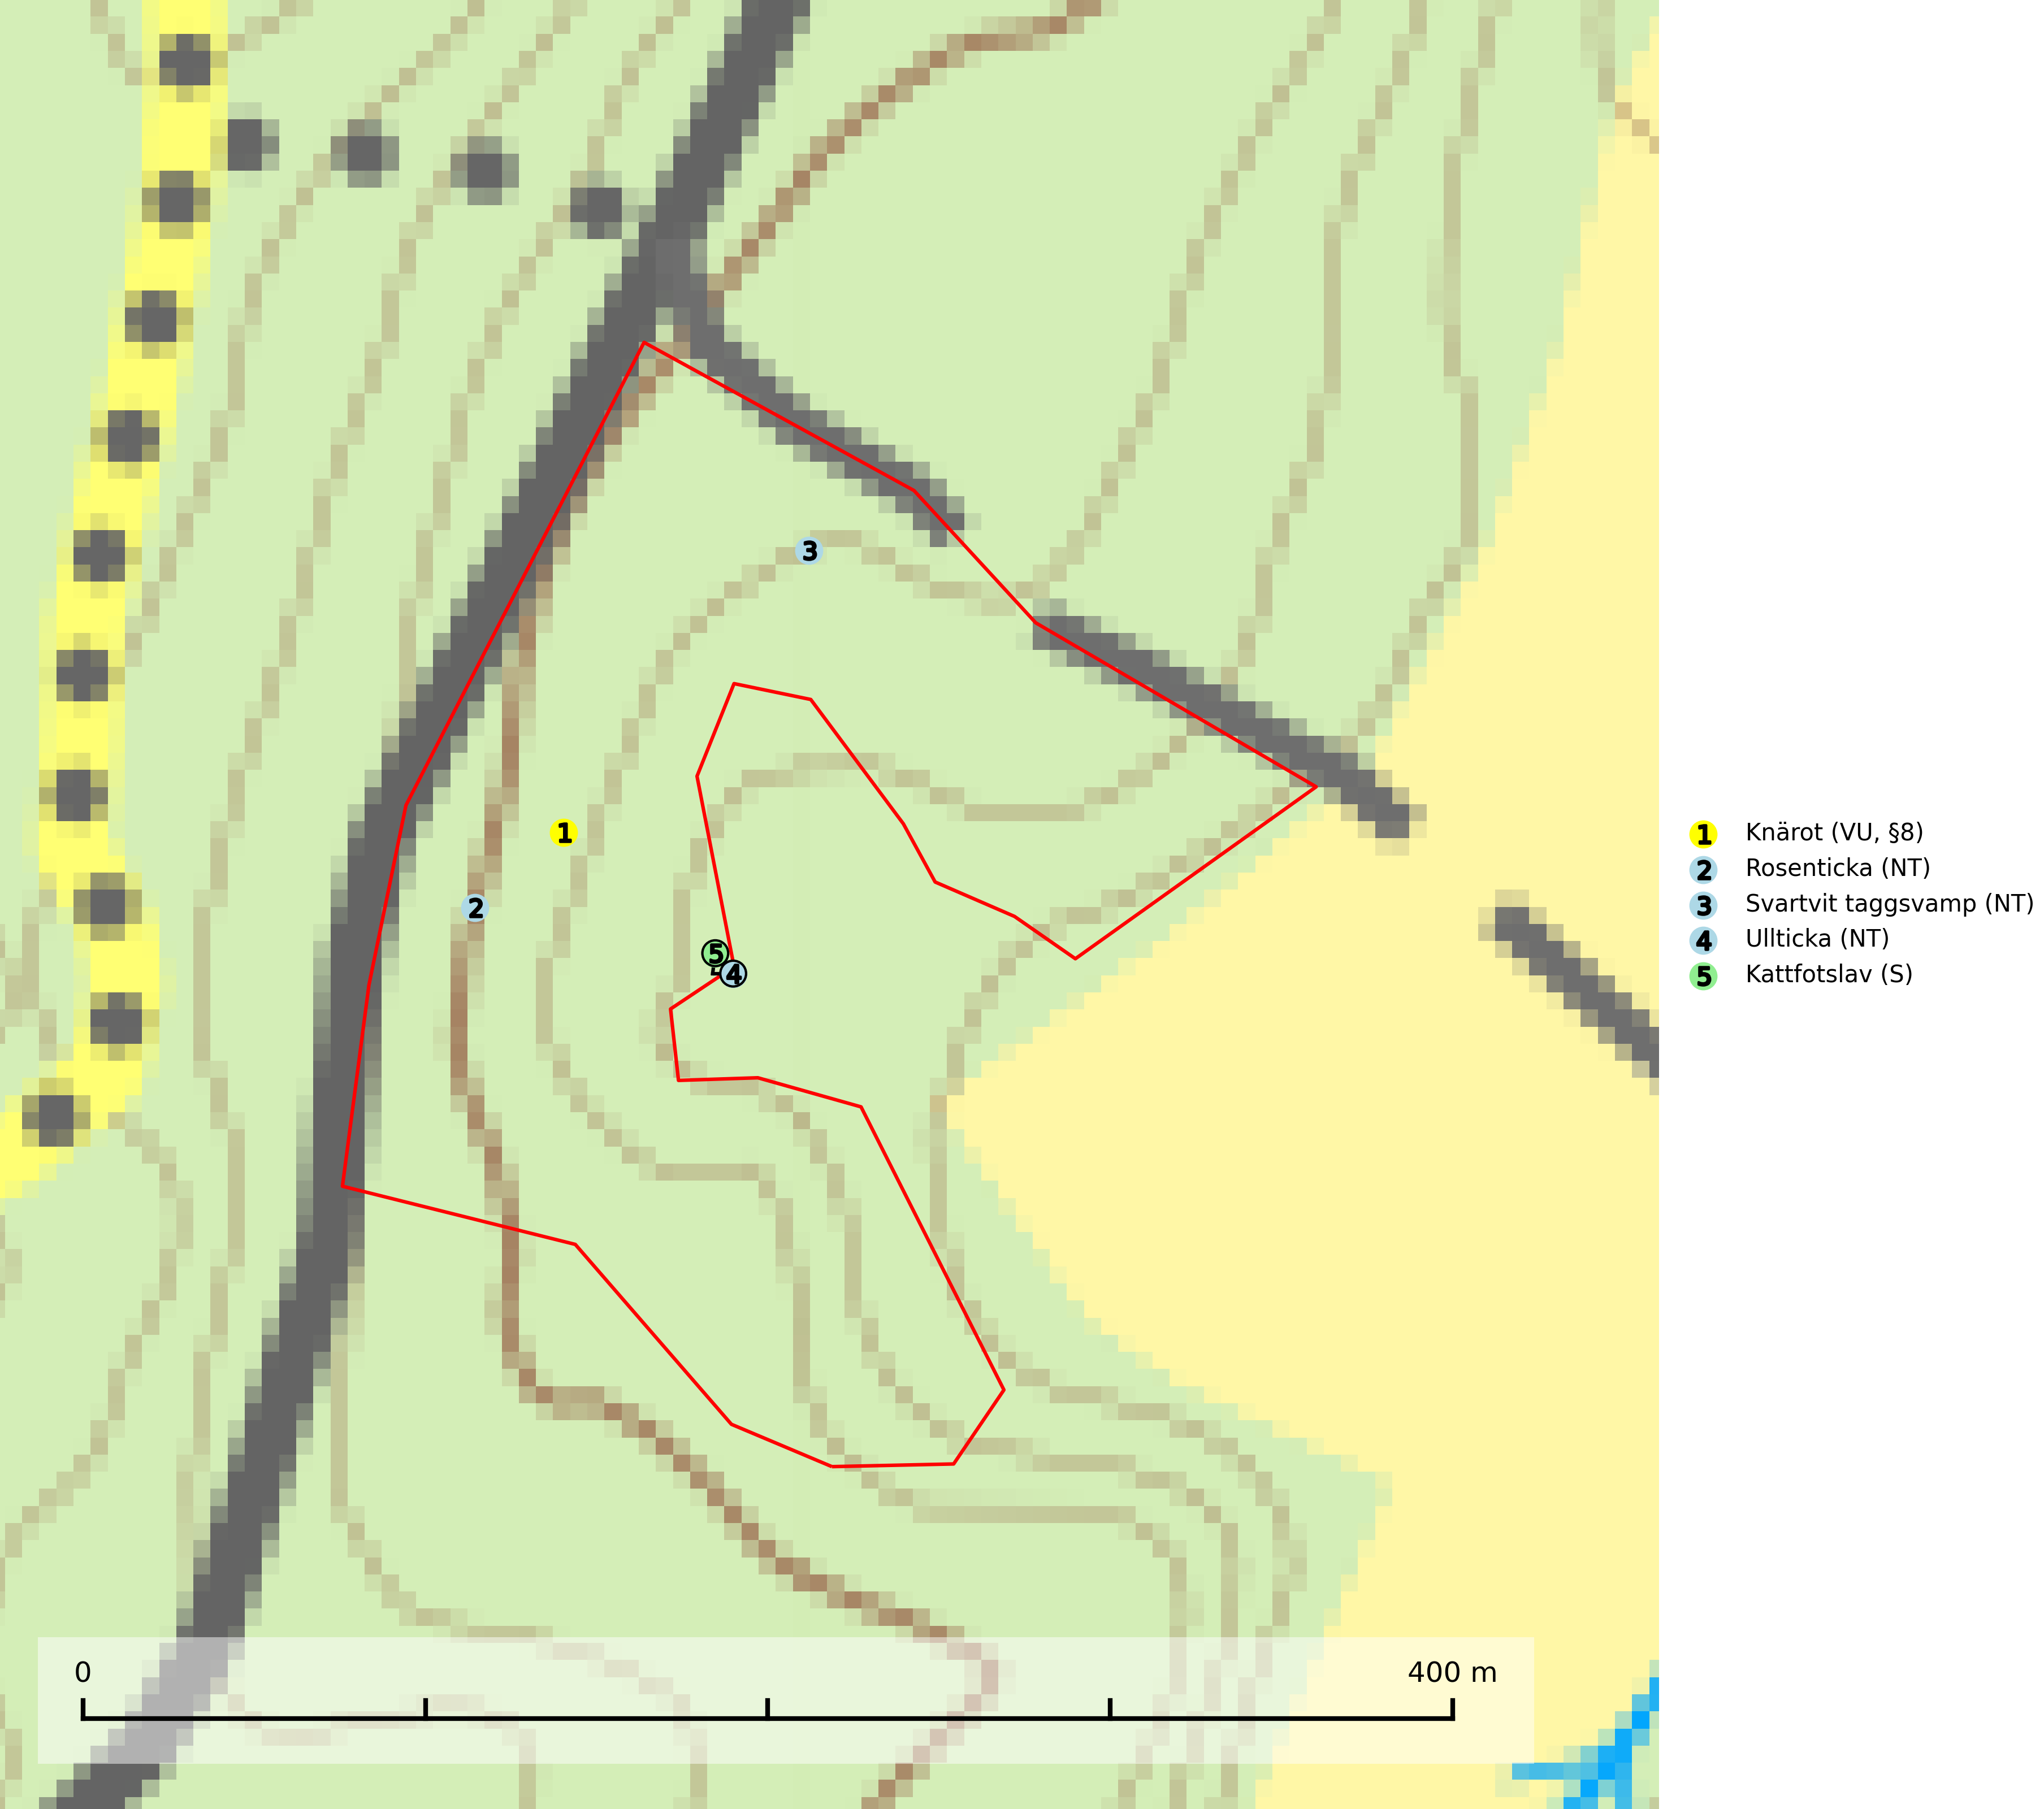 3
1
2
5
4
Knärot (VU, §8)
Rosenticka (NT)
Svartvit taggsvamp (NT)
Ullticka (NT)
Kattfotslav (S)
1
2
3
4
5
0
400 m